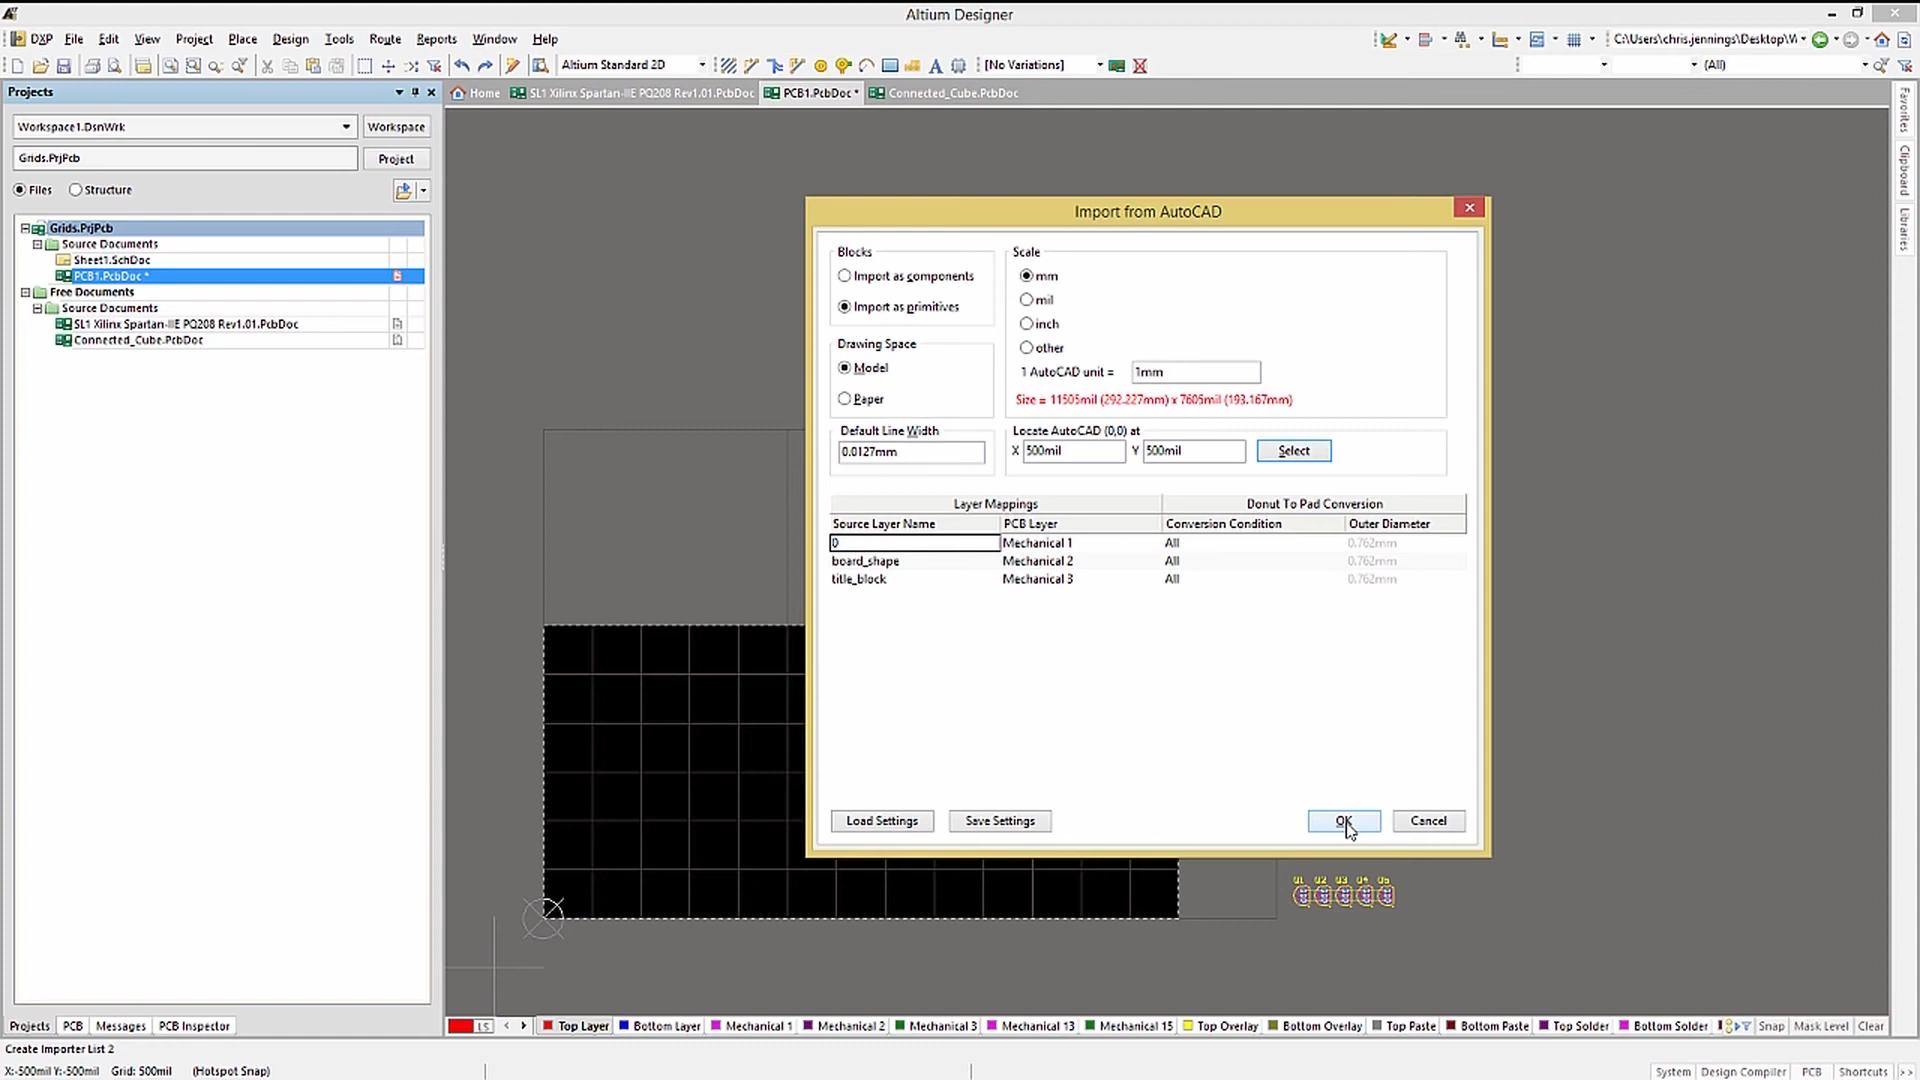 Altium Designer
DXP File Edit View Project Place Design Tools Route Reports Window Help
C:\Users\chris.jennings\Desktop\W
Altium Standard 2D
[No Variations]
(All)
Projects
Home
SL1 Xilinx Spartan-IIE PQ208 Rev1.01.PcbDoc
PCB1.PcbDoc *
Connected_Cube.PcbDoc
Workspace1.DsnWrk
Workspace
Grids.PrjPcb
Project
Files
Structure
Grids.PrjPcb
Source Documents
Sheet1.SchDoc
PCB1.PcbDoc *
Free Documents
Source Documents
SL1 Xilinx Spartan-IIE PQ208 Rev1.01.PcbDoc
Connected_Cube.PcbDoc
Favorites
Clipboard
Libraries
Import from AutoCAD
Blocks
Import as components
Import as primitives
Drawing Space
Model
Paper
Default Line Width
0.0127mm
Scale
mm
mil
inch
other
1 AutoCAD unit =
1mm
Size = 11505mil (292.227mm) x 7605mil (193.167mm)
Locate AutoCAD (0,0) at
X 500mil Y 500mil Select
Layer Mappings Donut To Pad Conversion
Source Layer Name PCB Layer Conversion Condition Outer Diameter
0 Mechanical 1 All 0.762mm
board_shape Mechanical 2 All 0.762mm
title_block Mechanical 3 All 0.762mm
Load Settings Save Settings OK Cancel
Projects PCB Messages PCB Inspector
LS Top Layer Bottom Layer Mechanical 1 Mechanical 2 Mechanical 3 Mechanical 13 Mechanical 15 Top Overlay Bottom Overlay Top Paste Bottom Paste Top Solder Bottom Solder Snap Mask Level Clear
Create Importer List 2
X:-500mil Y:-500mil Grid: 500mil (Hotspot Snap)
System Design Compiler PCB Shortcuts >>